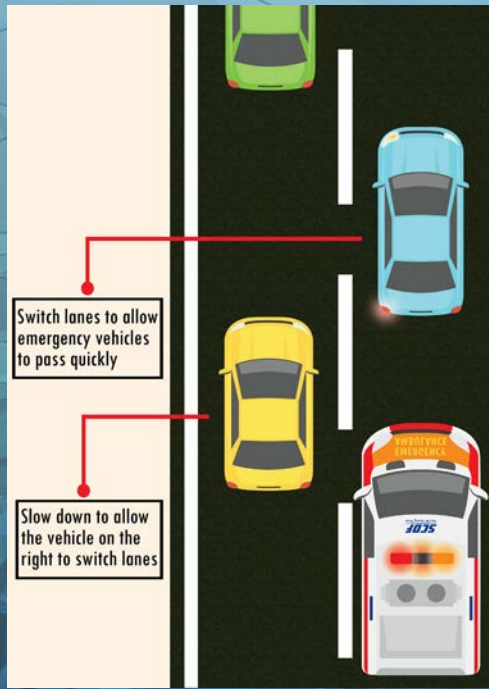 Switch lanes to allow
emergency vehicles
to pass quickly
EMERGENCY
AMBULANCE
SCDF
Slow down to allow
the vehicle on the
right to switch lanes